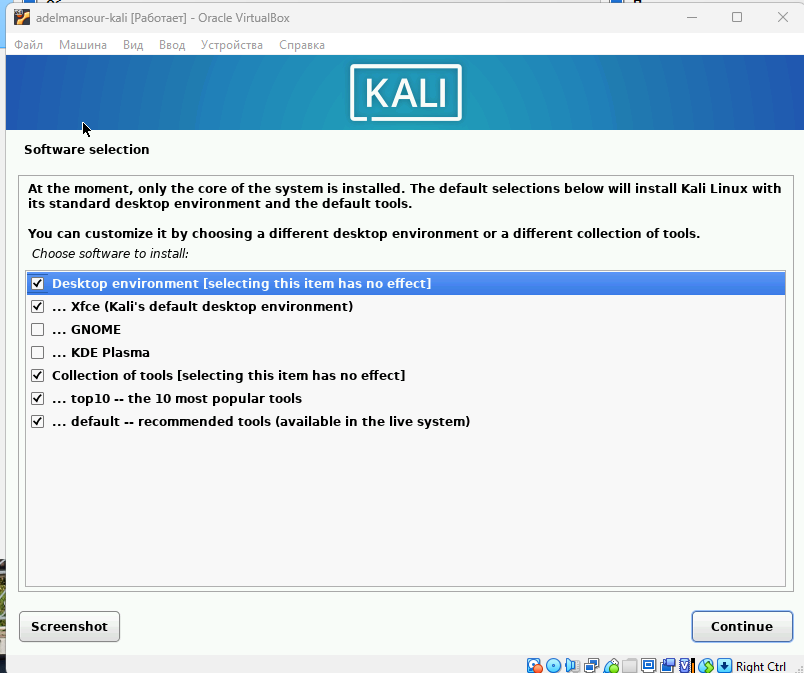 adelmansour-kali [Работает] - Oracle VirtualBox
Файл Машина Вид Ввод Устройства Справка
KALI
Software selection
At the moment, only the core of the system is installed. The default selections below will install Kali Linux with
its standard desktop environment and the default tools.
You can customize it by choosing a different desktop environment or a different collection of tools.
Choose software to install:
Desktop environment [selecting this item has no effect]
... Xfce (Kali's default desktop environment)
... GNOME
... KDE Plasma
Collection of tools [selecting this item has no effect]
... top10 -- the 10 most popular tools
... default -- recommended tools (available in the live system)
Screenshot
Continue
Right Ctrl